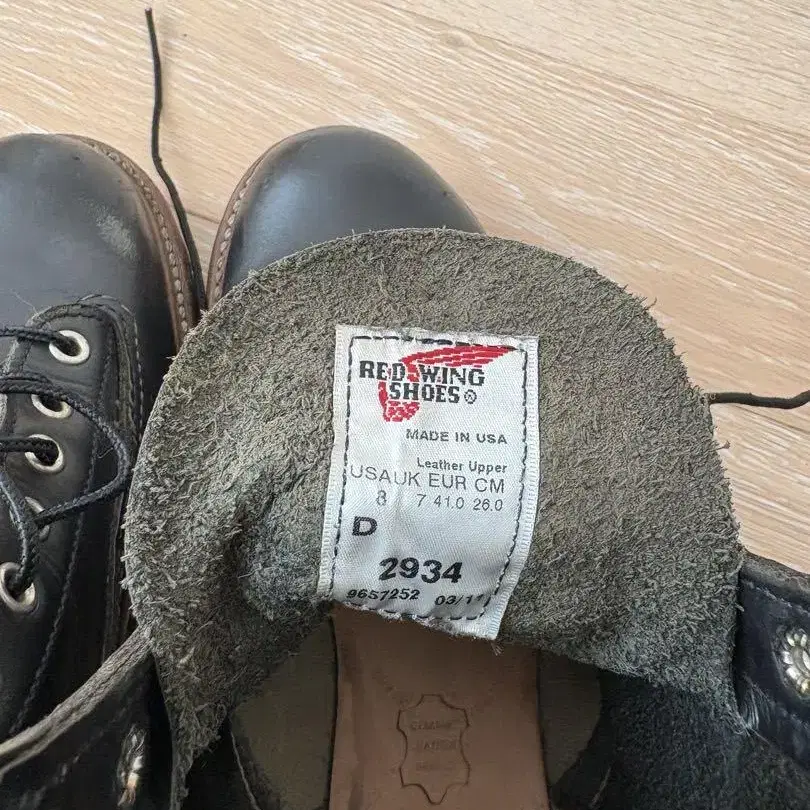 RED WING
SHOES®
MADE IN USA
Leather Upper
USA UK EUR CM
8 7 41.0 26.0
D
2934
9657252 03/11